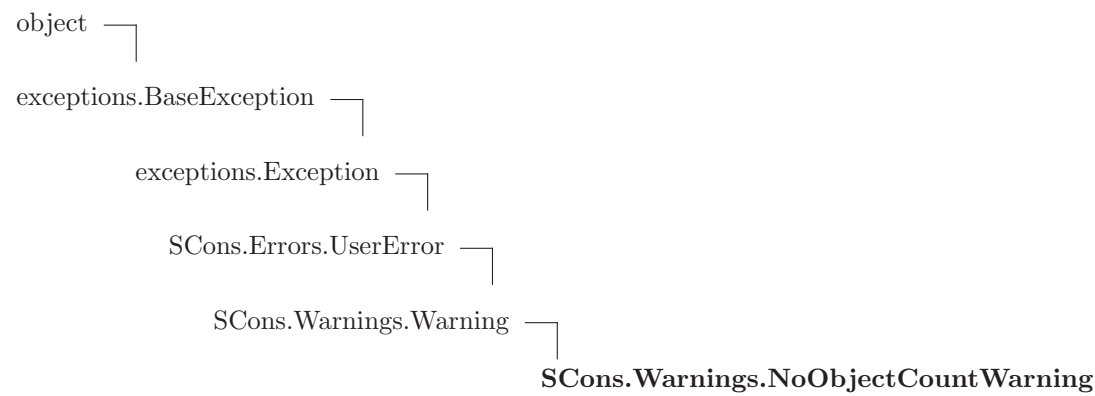 object
exceptions.BaseException
exceptions.Exception
SCons.Errors.UserError
SCons.Warnings.Warning
SCons.Warnings.NoObjectCountWarning